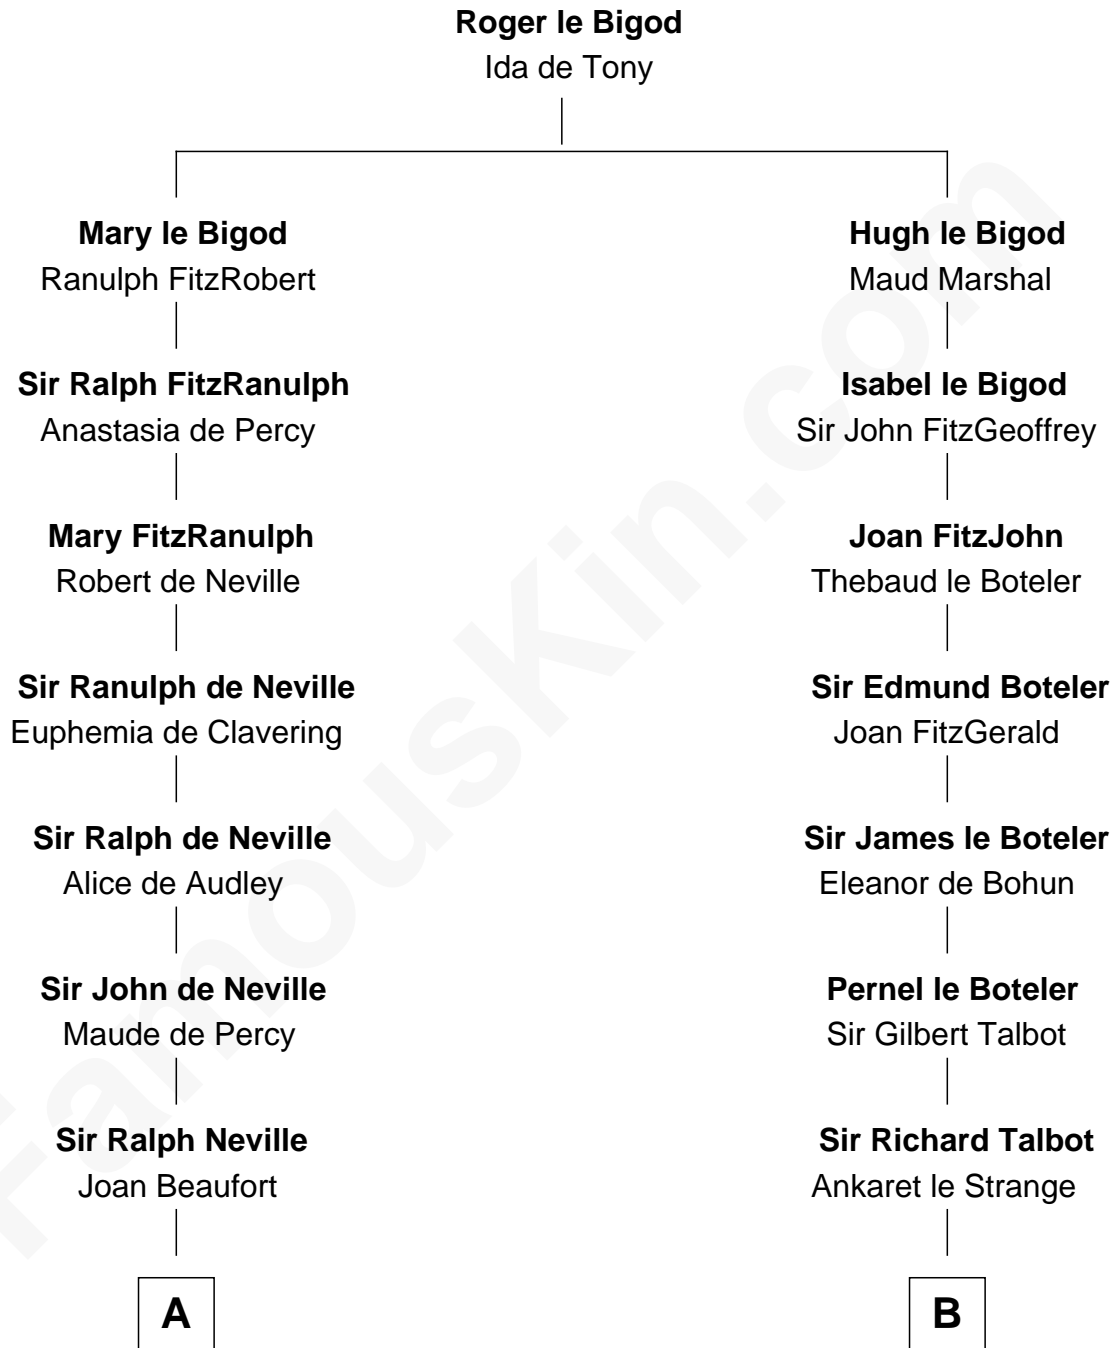 Roger le Bigod
Ida de Tony
Mary le Bigod
Ranulph FitzRobert
Hugh le Bigod
Maud Marshal
Sir Ralph FitzRanulph
Anastasia de Percy
Isabel le Bigod
Sir John FitzGeoffrey
Mary FitzRanulph
Robert de Neville
Joan FitzJohn
Thebaud le Boteler
Sir Ranulph de Neville
Euphemia de Clavering
Sir Edmund Boteler
Joan FitzGerald
Sir Ralph de Neville
Alice de Audley
Sir James le Boteler
Eleanor de Bohun
Sir John de Neville
Maude de Percy
Pernel le Boteler
Sir Gilbert Talbot
Sir Ralph Neville
Joan Beaufort
Sir Richard Talbot
Ankaret le Strange
A
B
FamousKin.com